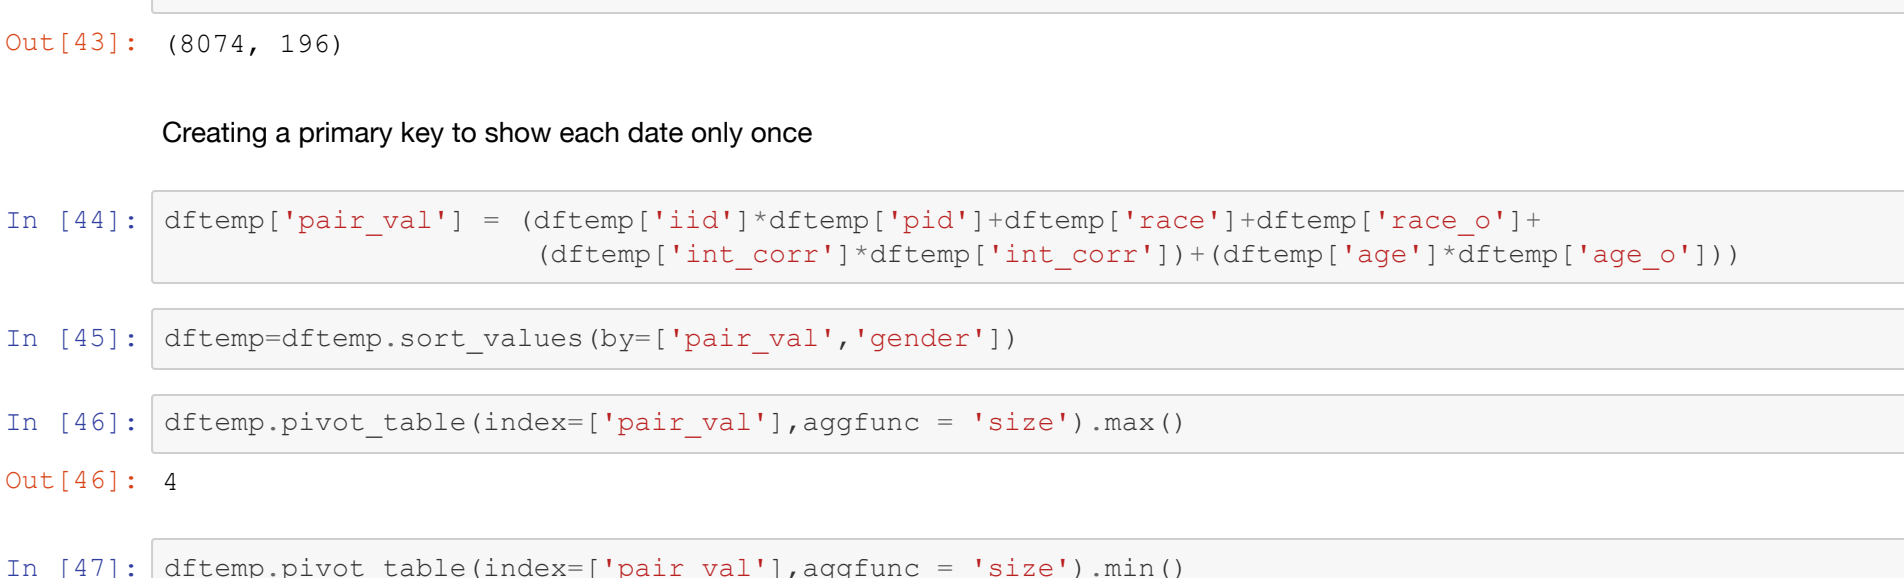 Out[43]: (8074, 196)
Creating a primary key to show each date only once
In [44]: dftemp['pair_val'] = (dftemp['iid']*dftemp['pid']+dftemp['race']+dftemp['race_o']+
(dftemp['int_corr']*dftemp['int_corr'])+(dftemp['age']*dftemp['age_o']))
In [45]: dftemp=dftemp.sort_values(by=['pair_val','gender'])
In [46]: dftemp.pivot_table(index=['pair_val'],aggfunc = 'size').max()
Out[46]: 4
In [47]: dftemp.pivot_table(index=['pair_val'],aggfunc = 'size').min()